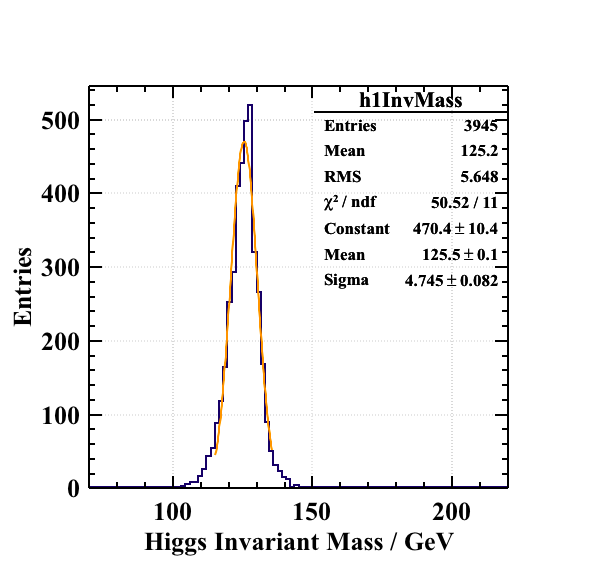 h1InvMass
Entries 3945
Mean 125.2
RMS 5.648
χ² / ndf 50.52 / 11
Constant 470.4 ± 10.4
Mean 125.5 ± 0.1
Sigma 4.745 ± 0.082
500
400
300
200
100
0
Entries
100 150 200
Higgs Invariant Mass / GeV